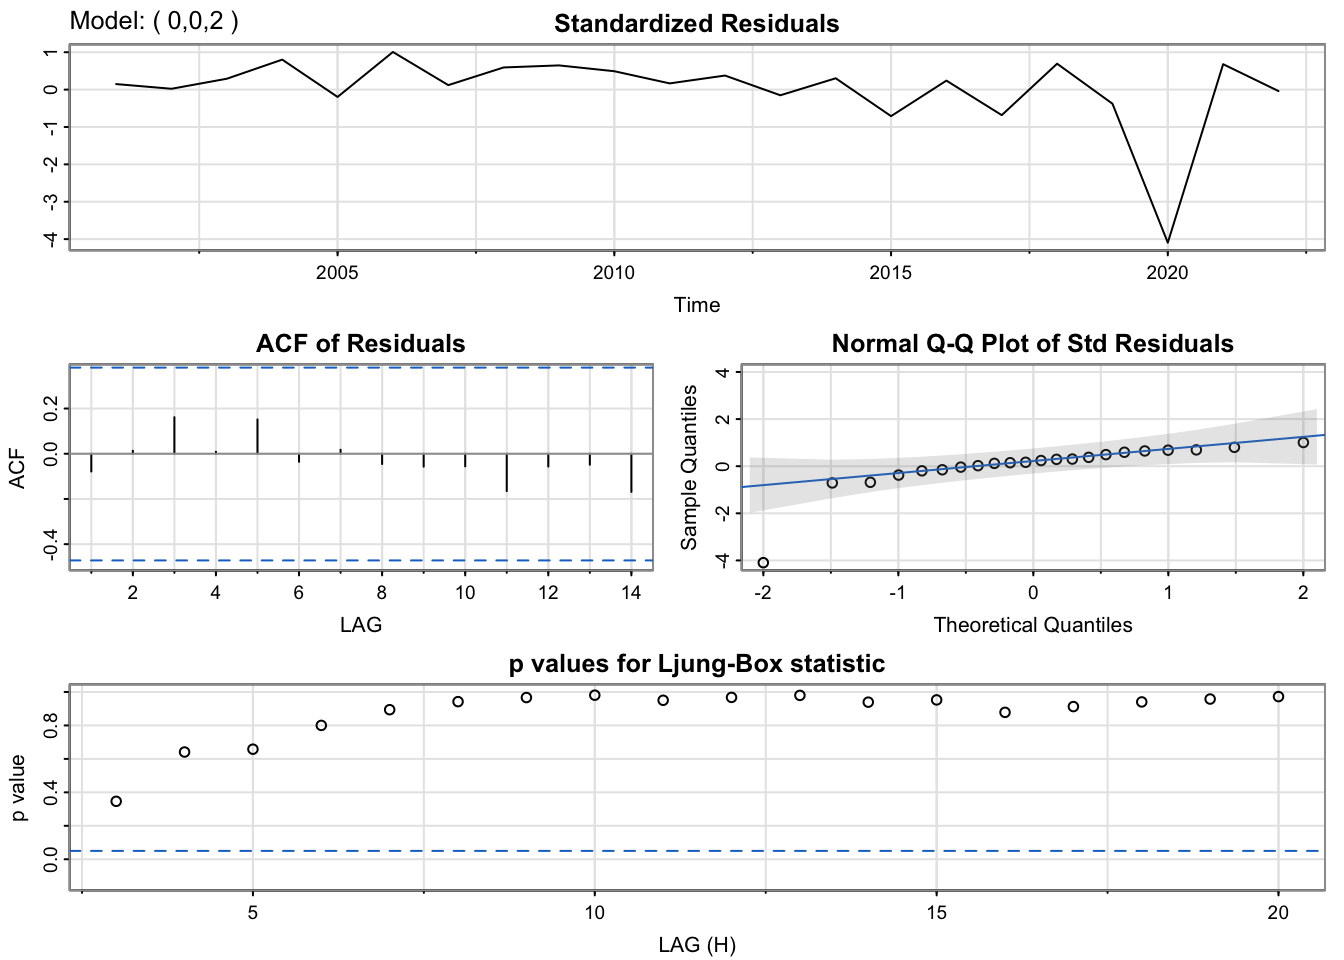 Model: ( 0,0,2 )
Standardized Residuals
1
0
-1
-2
-3
-4
2005 2010 2015 2020
Time
ACF of Residuals
ACF
0.2
0.0
-0.4
2 4 6 8 10 12 14
LAG
Normal Q-Q Plot of Std Residuals
Sample Quantiles
4
2
0
-2
-4
-2 -1 0 1 2
Theoretical Quantiles
p values for Ljung-Box statistic
p value
0.8
0.4
0.0
5 10 15 20
LAG (H)